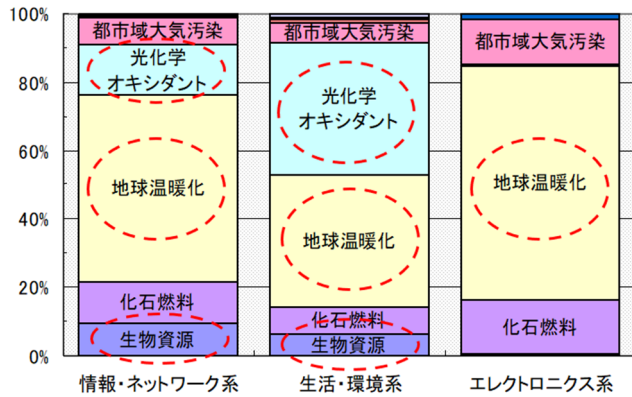 100%
80%
60%
40%
20%
0%
都市域大気汚染
光化学
オキシダント
地球温暖化
化石燃料
生物資源
都市域大気汚染
光化学
オキシダント
地球温暖化
化石燃料
生物資源
都市域大気汚染
地球温暖化
化石燃料
情報・ネットワーク系
生活・環境系
エレクトロニクス系